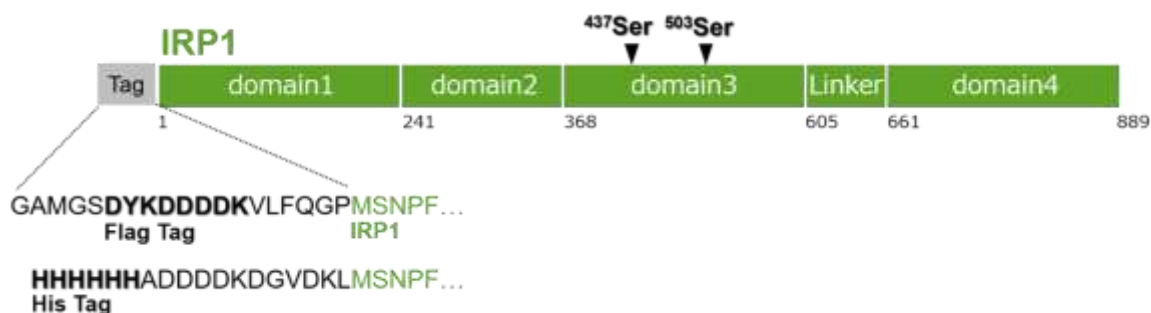 ⁴³⁷Ser ⁵⁰³Ser
IRP1
Tag domain1 domain2 domain3 Linker domain4
1 241 368 605 661 889
GAMGSDYKDDDDKVLFQGPMSNPF...
Flag Tag IRP1
HHHHHHADDDDKDGVDKLMSNPF...
His Tag